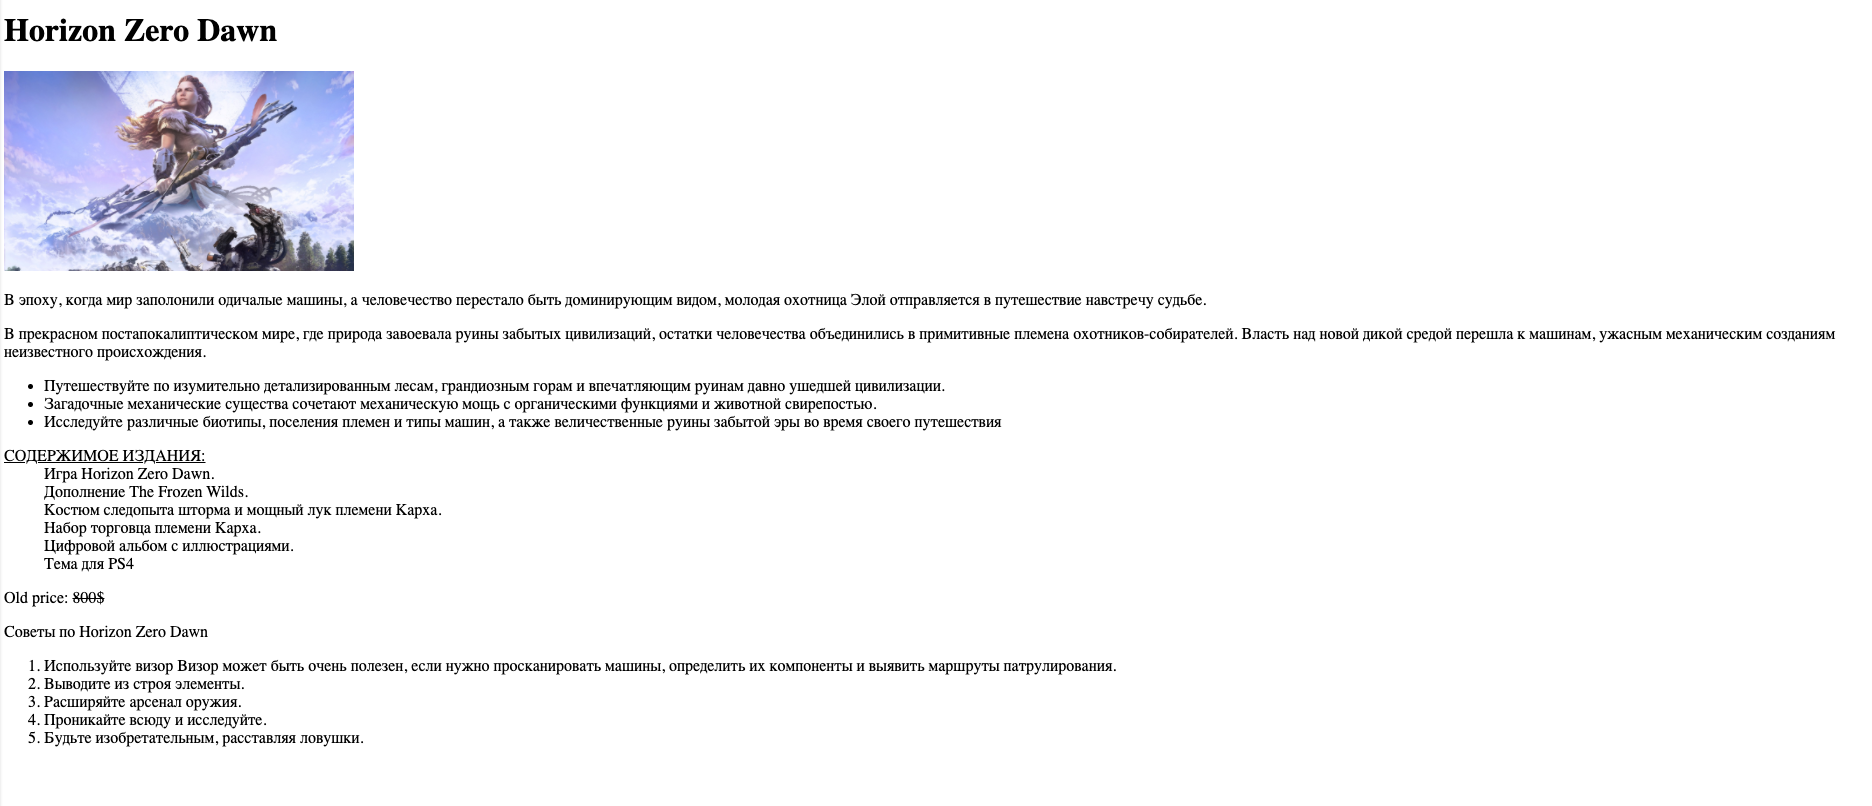 Horizon Zero Dawn
В эпоху, когда мир заполонили одичалые машины, а человечество перестало быть доминирующим видом, молодая охотница Элой отправляется в путешествие навстречу судьбе.
В прекрасном постапокалиптическом мире, где природа завоевала руины забытых цивилизаций, остатки человечества объединились в примитивные племена охотников-собирателей. Власть над новой дикой средой перешла к машинам, ужасным механическим созданиям
неизвестного происхождения.
• Путешествуйте по изумительно детализированным лесам, грандиозным горам и впечатляющим руинам давно ушедшей цивилизации.
• Загадочные механические существа сочетают механическую мощь с органическими функциями и животной свирепостью.
• Исследуйте различные биотипы, поселения племен и типы машин, а также величественные руины забытой эры во время своего путешествия
СОДЕРЖИМОЕ ИЗДАНИЯ:
Игра Horizon Zero Dawn.
Дополнение The Frozen Wilds.
Костюм следопыта шторма и мощный лук племени Карха.
Набор торговца племени Карха.
Цифровой альбом с иллюстрациями.
Тема для PS4
Old price: 800$
Советы по Horizon Zero Dawn
1. Используйте визор Визор может быть очень полезен, если нужно просканировать машины, определить их компоненты и выявить маршруты патрулирования.
2. Выводите из строя элементы.
3. Расширяйте арсенал оружия.
4. Проникайте всюду и исследуйте.
5. Будьте изобретательным, расставляя ловушки.